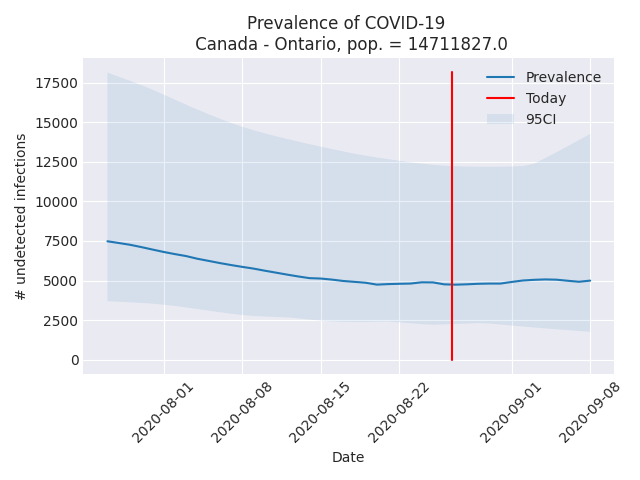 Prevalence of COVID-19
Canada - Ontario, pop. = 14711827.0
Prevalence
Today
95CI
# undetected infections
17500
15000
12500
10000
7500
5000
2500
0
2020-08-01
2020-08-08
2020-08-15
2020-08-22
2020-09-01
2020-09-08
Date